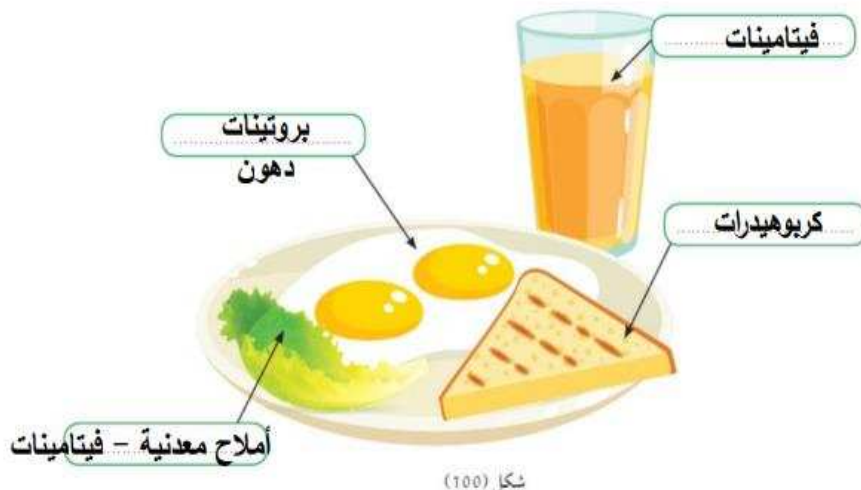 فيتامينات
بروتينات
دهون
كربوهيدرات
أملاح معدنية – فيتامينات
شكل (100)